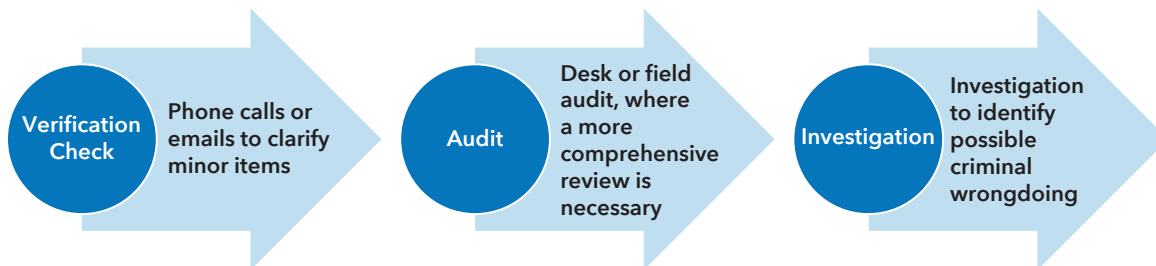 Verification
Check
Phone calls or
emails to clarify
minor items
Audit
Desk or field
audit, where
a more
comprehensive
review is
necessary
Investigation
Investigation
to identify
possible
criminal
wrongdoing